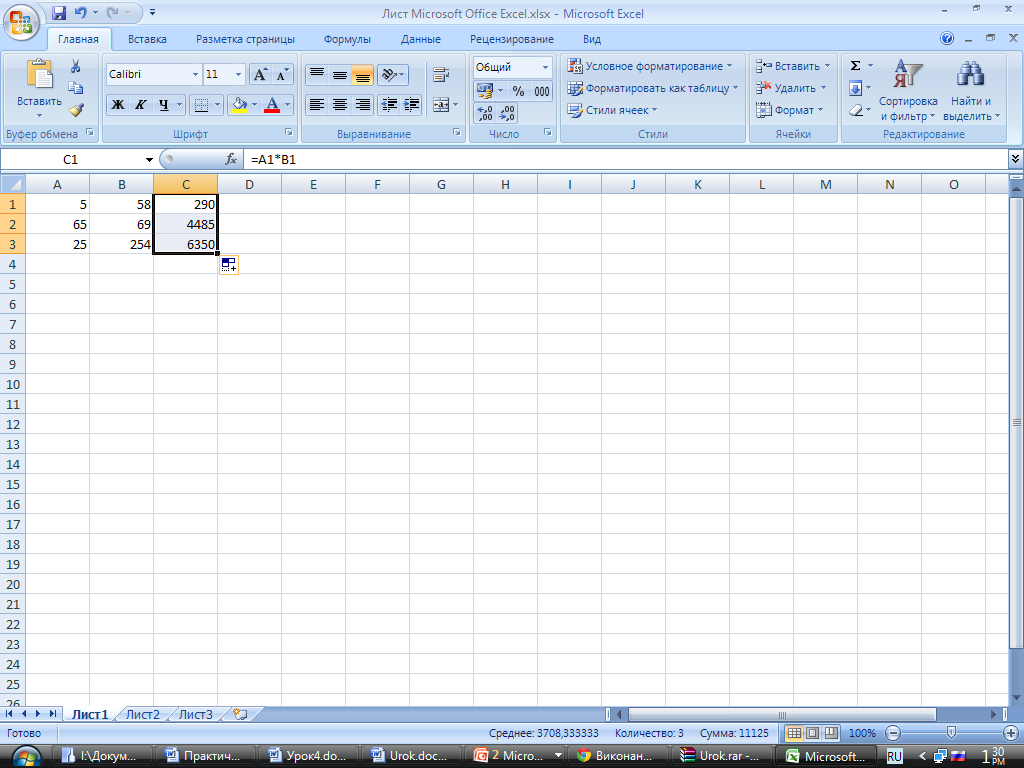 Лист Microsoft Office Excel.xlsx - Microsoft Excel
Главная Вставка Разметка страницы Формулы Данные Рецензирование Вид
Calibri 11 A A Общий Условное форматирование Вставить Σ
Вставить % 000 Форматировать как таблицу Удалить Сортировка и фильтр Найти и выделить
Ж К Ч A ,00 ,0 Стили ячеек Формат
Буфер обмена Шрифт Выравнивание Число Стили Ячейки Редактирование
C1 fx =A1*B1
A B C D E F G H I J K L M N O
1 5 58 290
2 65 69 4485
3 25 254 6350
4
5
6
7
8
9
10
11
12
13
14
15
16
17
18
19
20
21
22
23
24
25
26
Лист1 Лист2 Лист3
Готово Среднее: 3708,333333 Количество: 3 Сумма: 11125 100%
I:\Докум... Практич... Урок4.do... Urok.doc... 2 Micro... Виконан... Urok.rar -... Microsoft... RU 1 30 PM